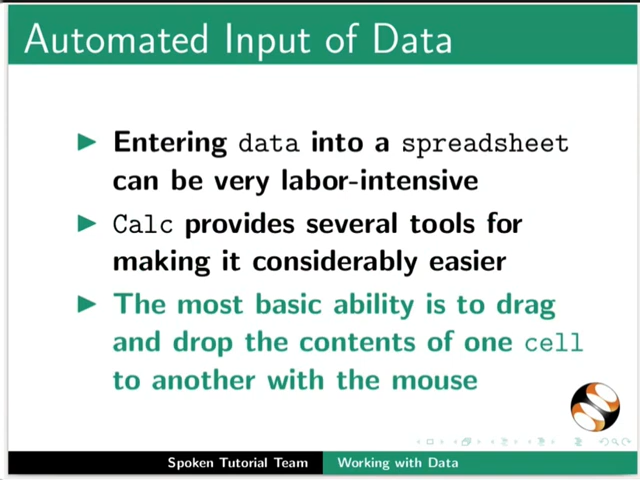 Automated Input of Data
Entering data into a spreadsheet
can be very labor-intensive
Calc provides several tools for
making it considerably easier
The most basic ability is to drag
and drop the contents of one cell
to another with the mouse
Spoken Tutorial Team Working with Data